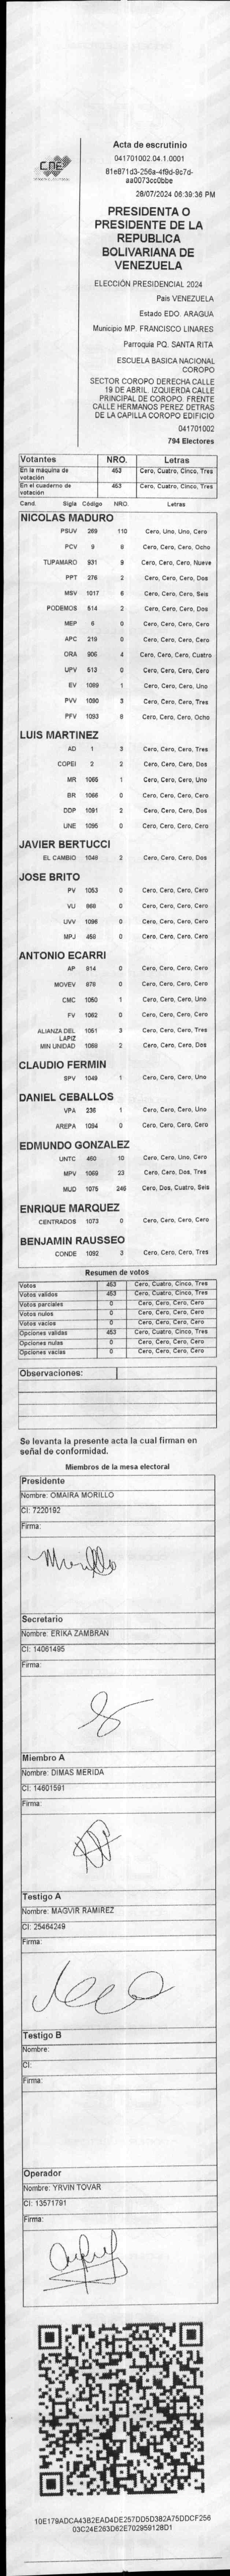 CNE
Acta de escrutinio
041701002.04.1.0001
81e871d3-256a-4f9d-9c7d-
aa0073cc0bbe
28/07/2024 06:39:36 PM
PRESIDENTA O
PRESIDENTE DE LA
REPUBLICA
BOLIVARIANA DE
VENEZUELA
ELECCIÓN PRESIDENCIAL 2024
Pais VENEZUELA
Estado EDO. ARAGUA
Municipio MP. FRANCISCO LINARES
Parroquia PQ. SANTA RITA
ESCUELA BASICA NACIONAL
COROPO
SECTOR COROPO DERECHA CALLE
19 DE ABRIL. IZQUIERDA CALLE
PRINCIPAL DE COROPO. FRENTE
CALLE HERMANOS PEREZ DETRAS
DE LA CAPILLA COROPO EDIFICIO
041701002
794 Electores
Votantes NRO. Letras
En la máquina de votación 453 Cero, Cuatro, Cinco, Tres
En el cuaderno de votación 453 Cero, Cuatro, Cinco, Tres
Cand. Sigla Código NRO. Letras
NICOLAS MADURO
PSUV 269 110 Cero, Uno, Uno, Cero
PCV 9 8 Cero, Cero, Cero, Ocho
TUPAMARO 931 9 Cero, Cero, Cero, Nueve
PPT 276 2 Cero, Cero, Cero, Dos
MSV 1017 6 Cero, Cero, Cero, Seis
PODEMOS 514 2 Cero, Cero, Cero, Dos
MEP 6 0 Cero, Cero, Cero, Cero
APC 219 0 Cero, Cero, Cero, Cero
ORA 906 4 Cero, Cero, Cero, Cuatro
UPV 513 0 Cero, Cero, Cero, Cero
EV 1089 1 Cero, Cero, Cero, Uno
PVV 1090 3 Cero, Cero, Cero, Tres
PFV 1093 8 Cero, Cero, Cero, Ocho
LUIS MARTINEZ
AD 1 3 Cero, Cero, Cero, Tres
COPEI 2 2 Cero, Cero, Cero, Dos
MR 1065 1 Cero, Cero, Cero, Uno
BR 1066 0 Cero, Cero, Cero, Cero
DDP 1091 2 Cero, Cero, Cero, Dos
UNE 1095 0 Cero, Cero, Cero, Cero
JAVIER BERTUCCI
EL CAMBIO 1048 2 Cero, Cero, Cero, Dos
JOSE BRITO
PV 1053 0 Cero, Cero, Cero, Cero
VU 868 0 Cero, Cero, Cero, Cero
UVV 1096 0 Cero, Cero, Cero, Cero
MPJ 458 0 Cero, Cero, Cero, Cero
ANTONIO ECARRI
AP 914 0 Cero, Cero, Cero, Cero
MOVEV 878 0 Cero, Cero, Cero, Cero
CMC 1050 1 Cero, Cero, Cero, Uno
FV 1062 0 Cero, Cero, Cero, Cero
ALIANZA DEL LAPIZ 1051 3 Cero, Cero, Cero, Tres
MIN UNIDAD 1088 2 Cero, Cero, Cero, Dos
CLAUDIO FERMIN
SPV 1049 1 Cero, Cero, Cero, Uno
DANIEL CEBALLOS
VPA 236 1 Cero, Cero, Cero, Uno
AREPA 1094 0 Cero, Cero, Cero, Cero
EDMUNDO GONZALEZ
UNTC 460 10 Cero, Cero, Uno, Cero
MPV 1069 23 Cero, Cero, Dos, Tres
MUD 1075 246 Cero, Dos, Cuatro, Seis
ENRIQUE MARQUEZ
CENTRADOS 1073 0 Cero, Cero, Cero, Cero
BENJAMIN RAUSSEO
CONDE 1092 3 Cero, Cero, Cero, Tres
Resumen de votos
Votos 453 Cero, Cuatro, Cinco, Tres
Votos validos 453 Cero, Cuatro, Cinco, Tres
Votos parciales 0 Cero, Cero, Cero, Cero
Votos nulos 0 Cero, Cero, Cero, Cero
Votos vacios 0 Cero, Cero, Cero, Cero
Opciones validas 453 Cero, Cuatro, Cinco, Tres
Opciones nulas 0 Cero, Cero, Cero, Cero
Opciones vacias 0 Cero, Cero, Cero, Cero
Observaciones:
Se levanta la presente acta la cual firman en
señal de conformidad.
Miembros de la mesa electoral
Presidente
Nombre: OMAIRA MORILLO
CI: 7220192
Firma:
Morillo
Secretario
Nombre: ERIKA ZAMBRAN
CI: 14061495
Firma:
Miembro A
Nombre: DIMAS MERIDA
CI: 14601591
Firma:
Testigo A
Nombre: MAGVIR RAMIREZ
CI: 25464249
Firma:
Testigo B
Nombre:
CI:
Firma:
Operador
Nombre: YRVIN TOVAR
CI: 13571791
Firma:
10E179ADCA43B2EAD4DE257DD5D382A75DDCF256
03C24E263D62E702959128D1